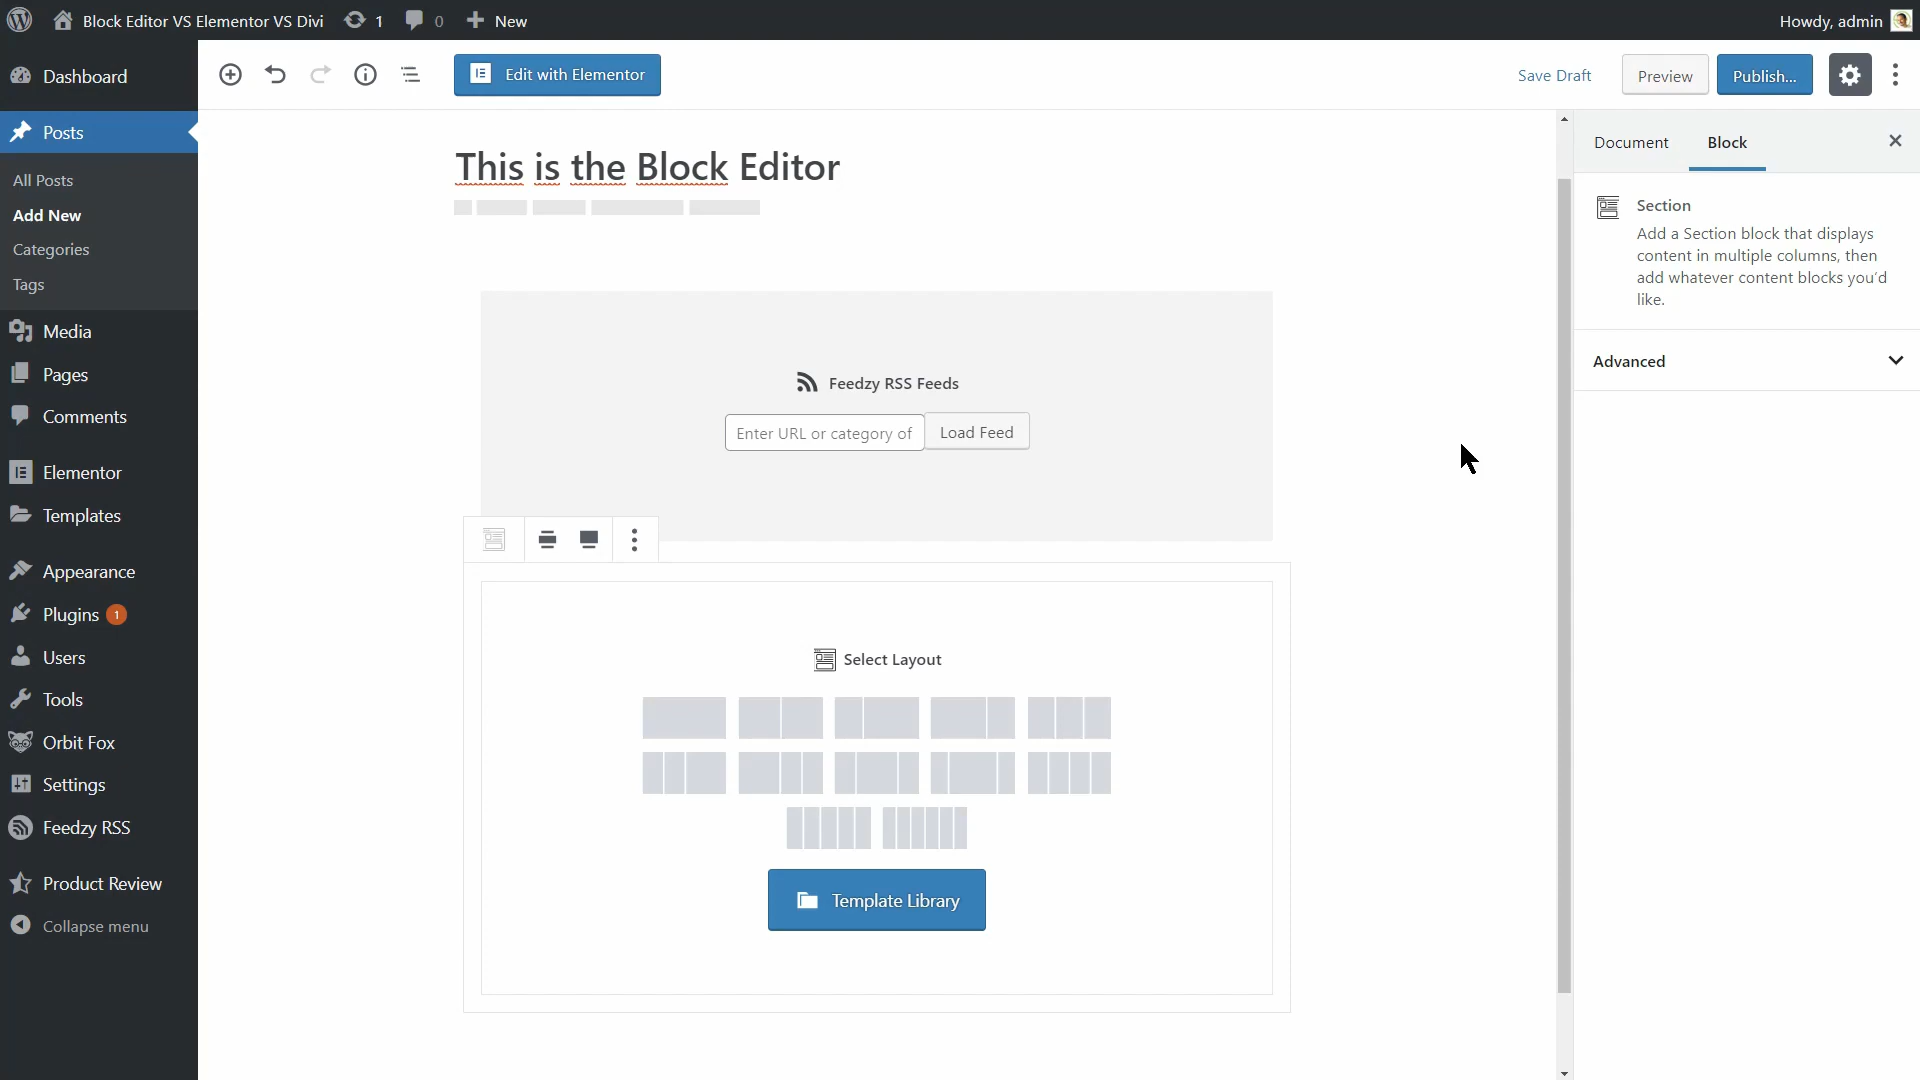 Block Editor VS Elementor VS Divi 1 0 New Howdy, admin
Dashboard
Edit with Elementor
Save Draft
Preview
Publish...
Posts
All Posts
Add New
Categories
Tags
Media
Pages
Comments
Elementor
Templates
Appearance
Plugins 1
Users
Tools
Orbit Fox
Settings
Feedzy RSS
Product Review
Collapse menu
This is the Block Editor
Feedzy RSS Feeds
Enter URL or category of
Load Feed
Select Layout
Template Library
Document
Block
Section
Add a Section block that displays
content in multiple columns, then
add whatever content blocks you'd
like.
Advanced